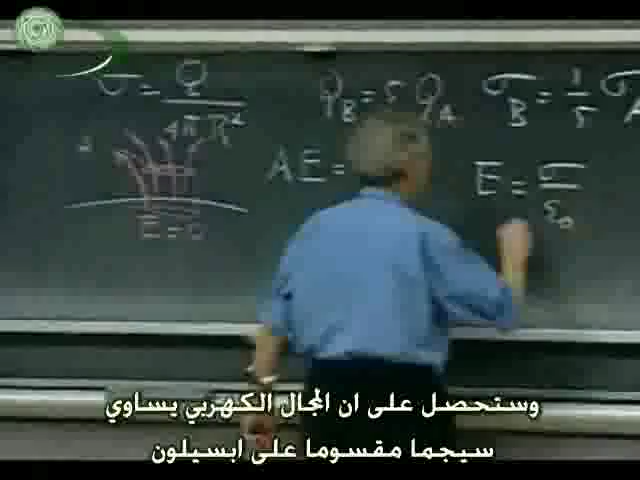 σ = Q / 4πR²
Q_B = 5 Q_A
σ_B = 1/5 σ_A
AE =
E = σ / ε₀
E = 0
وستحصل على ان المجال الكهربي يساوي
سيجما مقسوما على ابسيلون